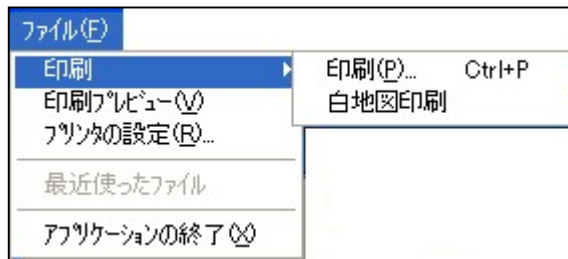 ファイル(F)
印刷
印刷(P)... Ctrl+P
白地図印刷
印刷ﾌﾟﾚﾋﾞｭｰ(V)
ﾌﾟﾘﾝﾀの設定(R)...
最近使ったﾌｧｲﾙ
ｱﾌﾟﾘｹｰｼｮﾝの終了(X)